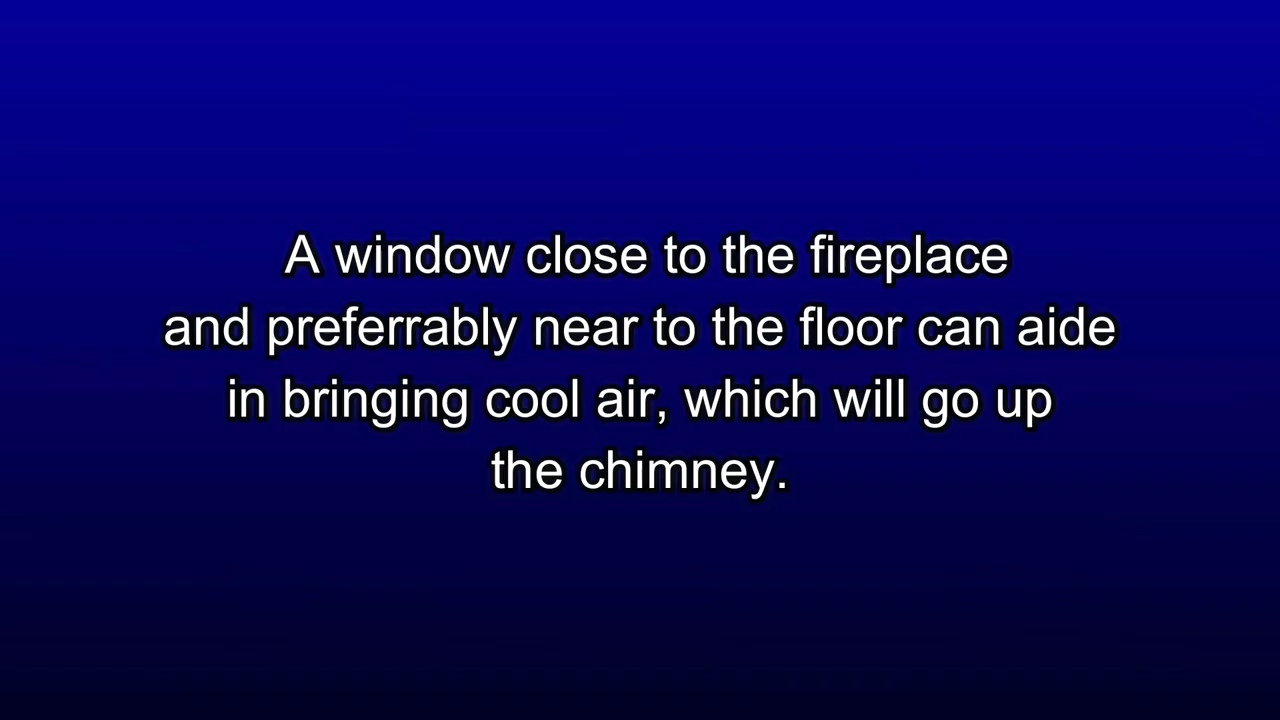 A window close to the fireplace
and preferrably near to the floor can aide
in bringing cool air, which will go up
the chimney.